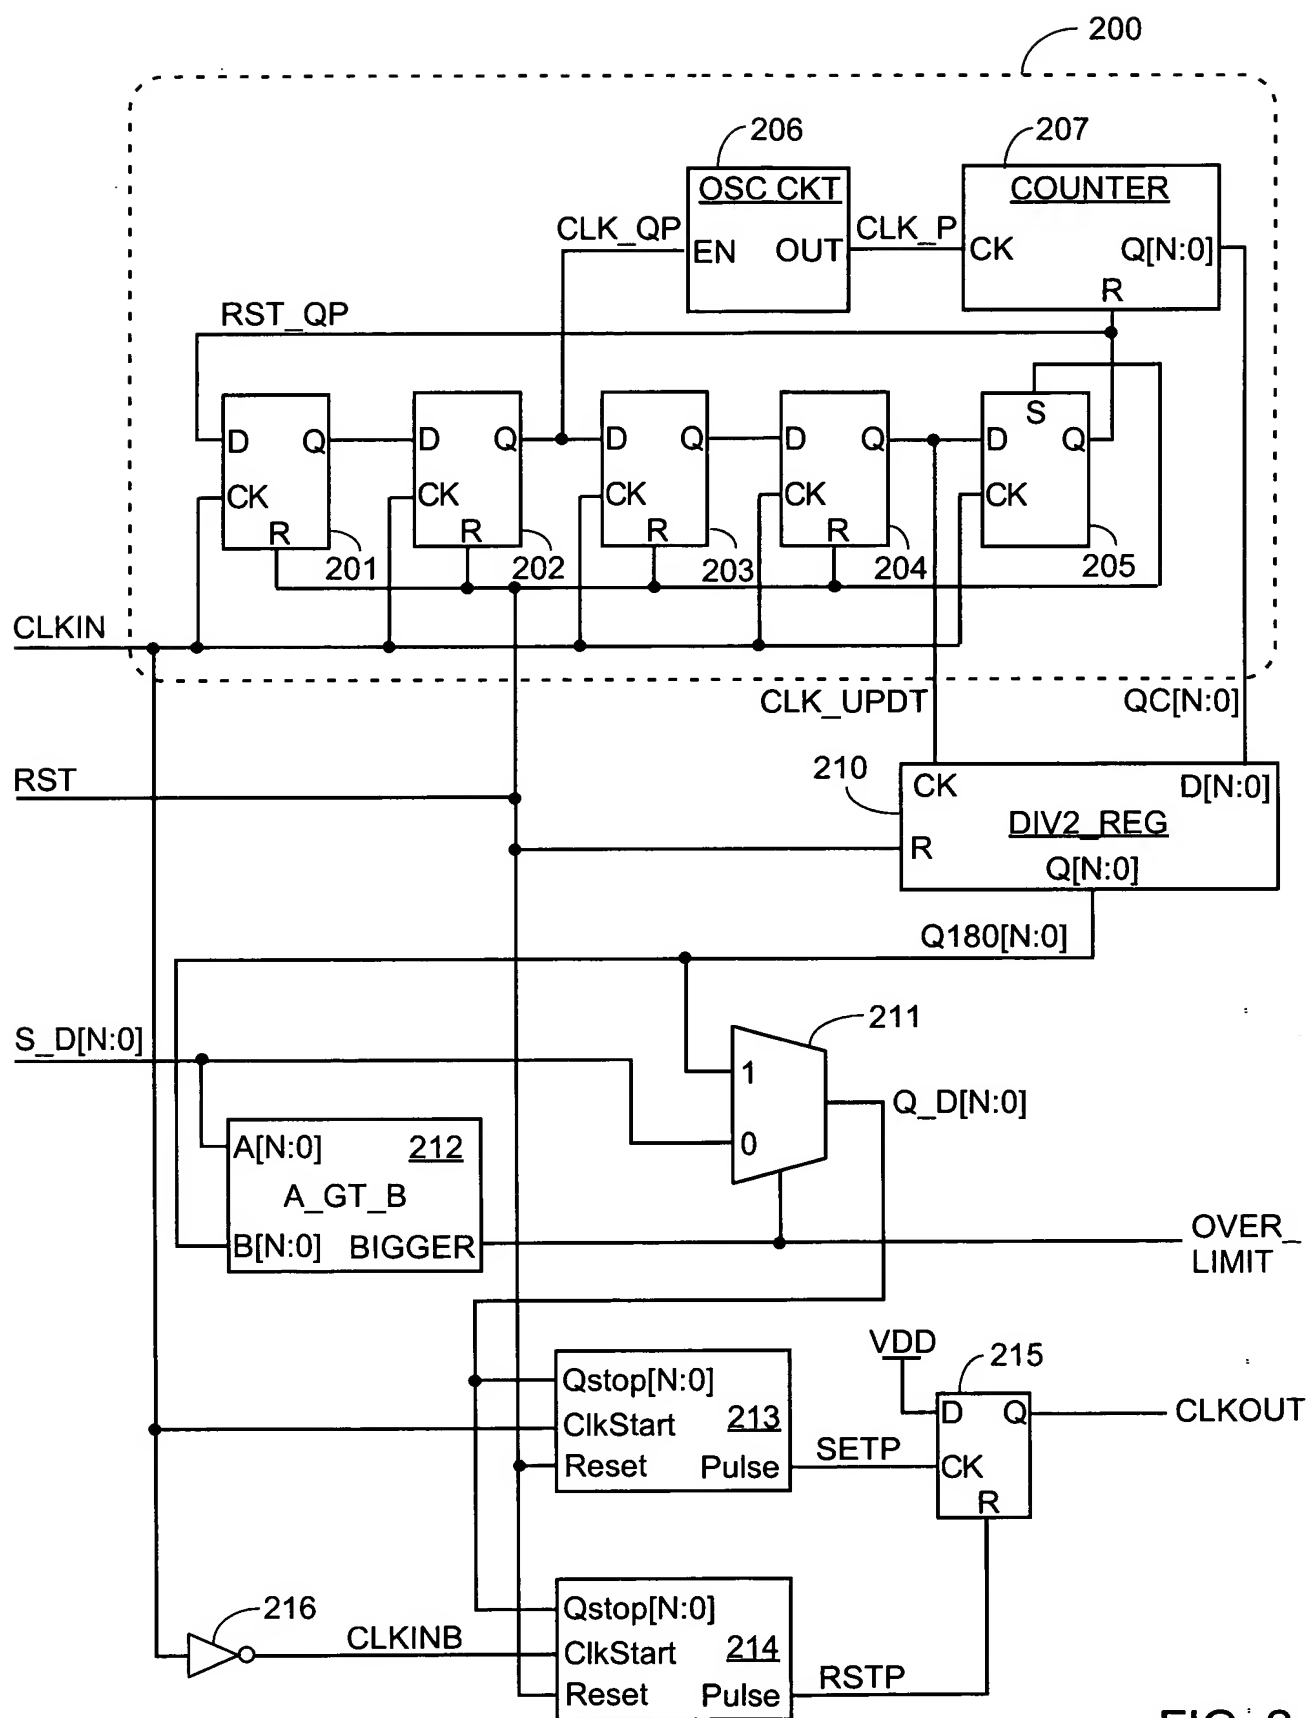 200
206
207
OSC CKT
COUNTER
CLK_QP
EN
OUT
CLK_P
CK
Q[N:0]
R
RST_QP
D
Q
CK
R
201
D
Q
CK
R
202
D
Q
CK
R
203
D
Q
CK
R
204
S
D
Q
CK
205
CLKIN
CLK_UPDT
QC[N:0]
RST
210
CK
D[N:0]
DIV2_REG
R
Q[N:0]
Q180[N:0]
S_D[N:0]
211
1
0
Q_D[N:0]
A[N:0]
212
A_GT_B
B[N:0]
BIGGER
OVER_
LIMIT
VDD
215
Qstop[N:0]
ClkStart
213
Reset
Pulse
SETP
D
Q
CK
R
CLKOUT
216
CLKINB
Qstop[N:0]
ClkStart
214
Reset
Pulse
RSTP